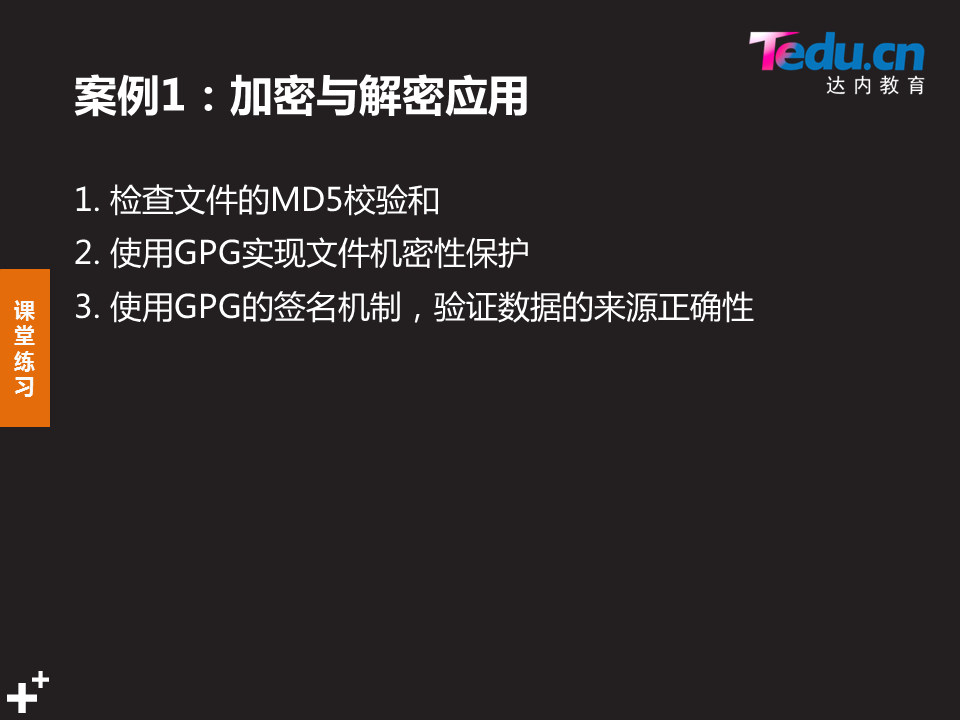 Tedu.cn
达内教育
案例1：加密与解密应用
1. 检查文件的MD5校验和
2. 使用GPG实现文件机密性保护
3. 使用GPG的签名机制，验证数据的来源正确性
课
堂
练
习